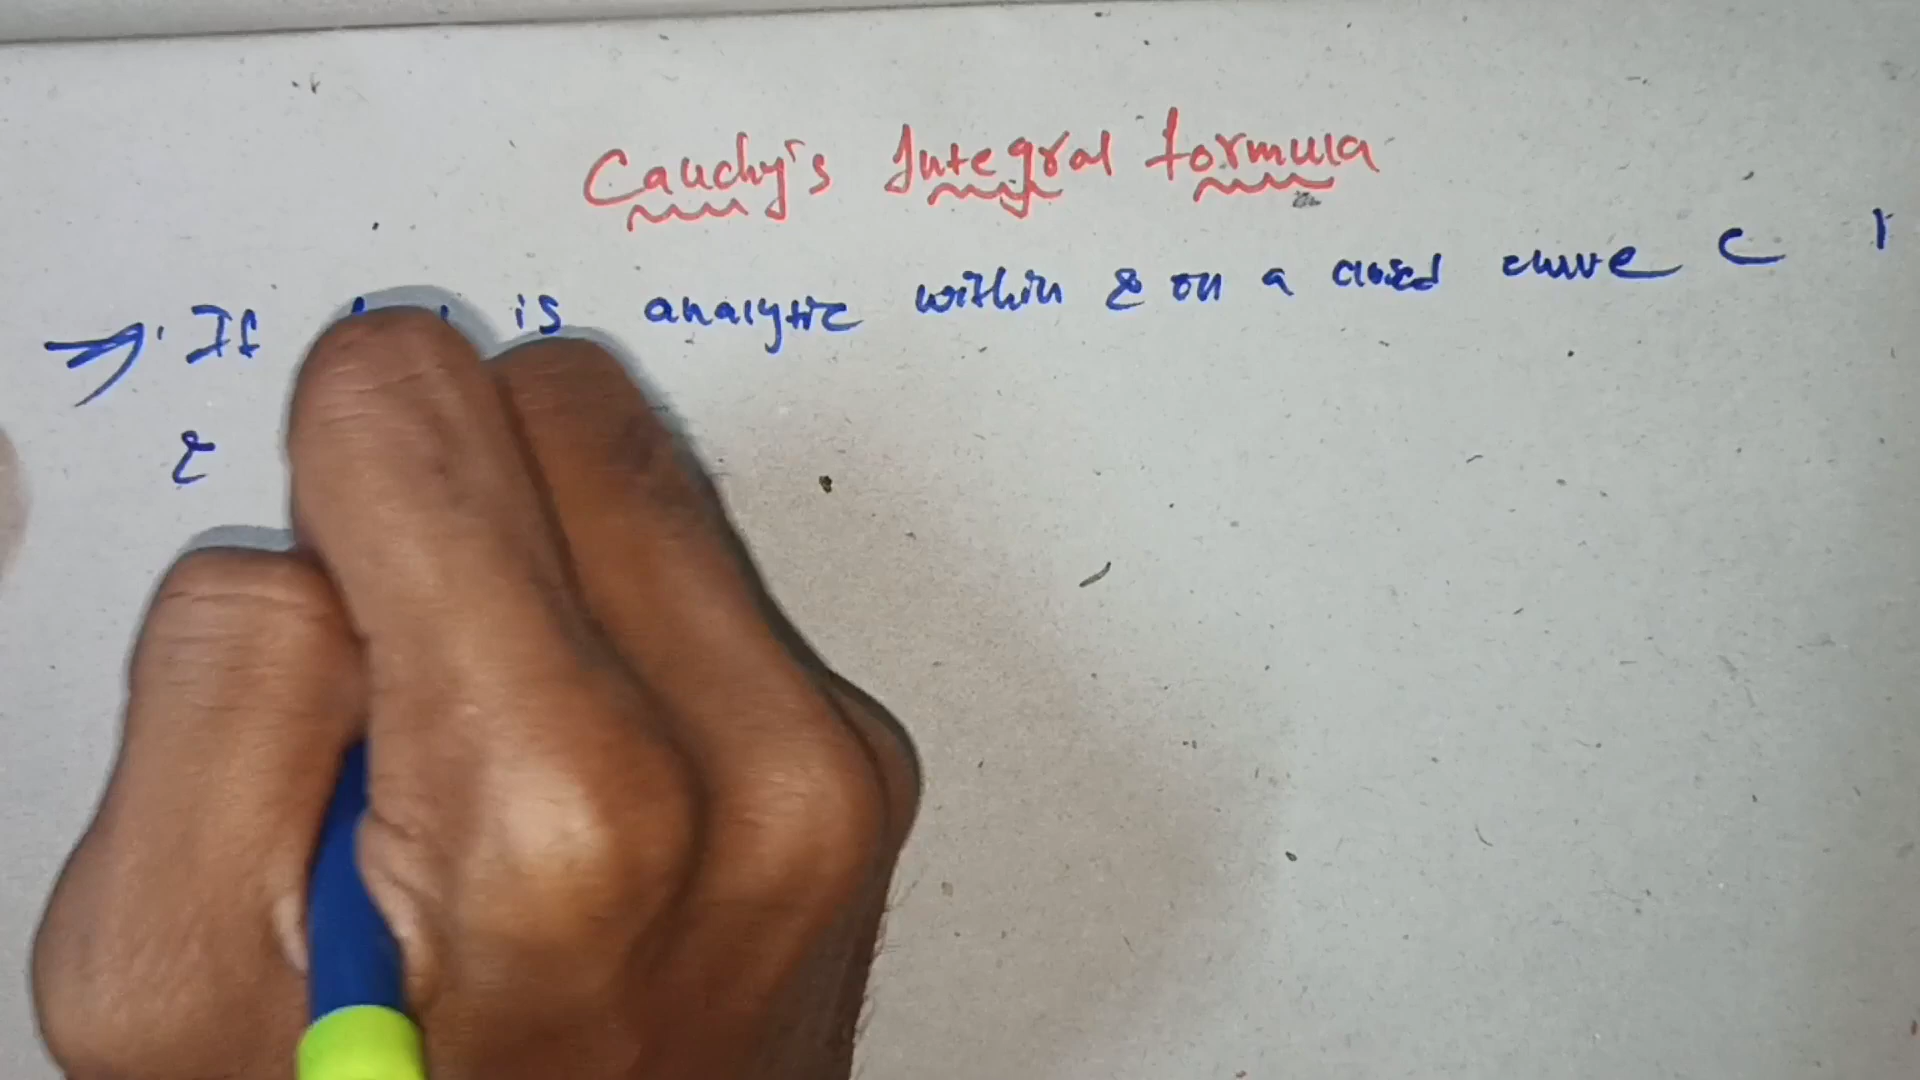 Cauchy's Integral formula
If is analytic within & on a closed curve C
&